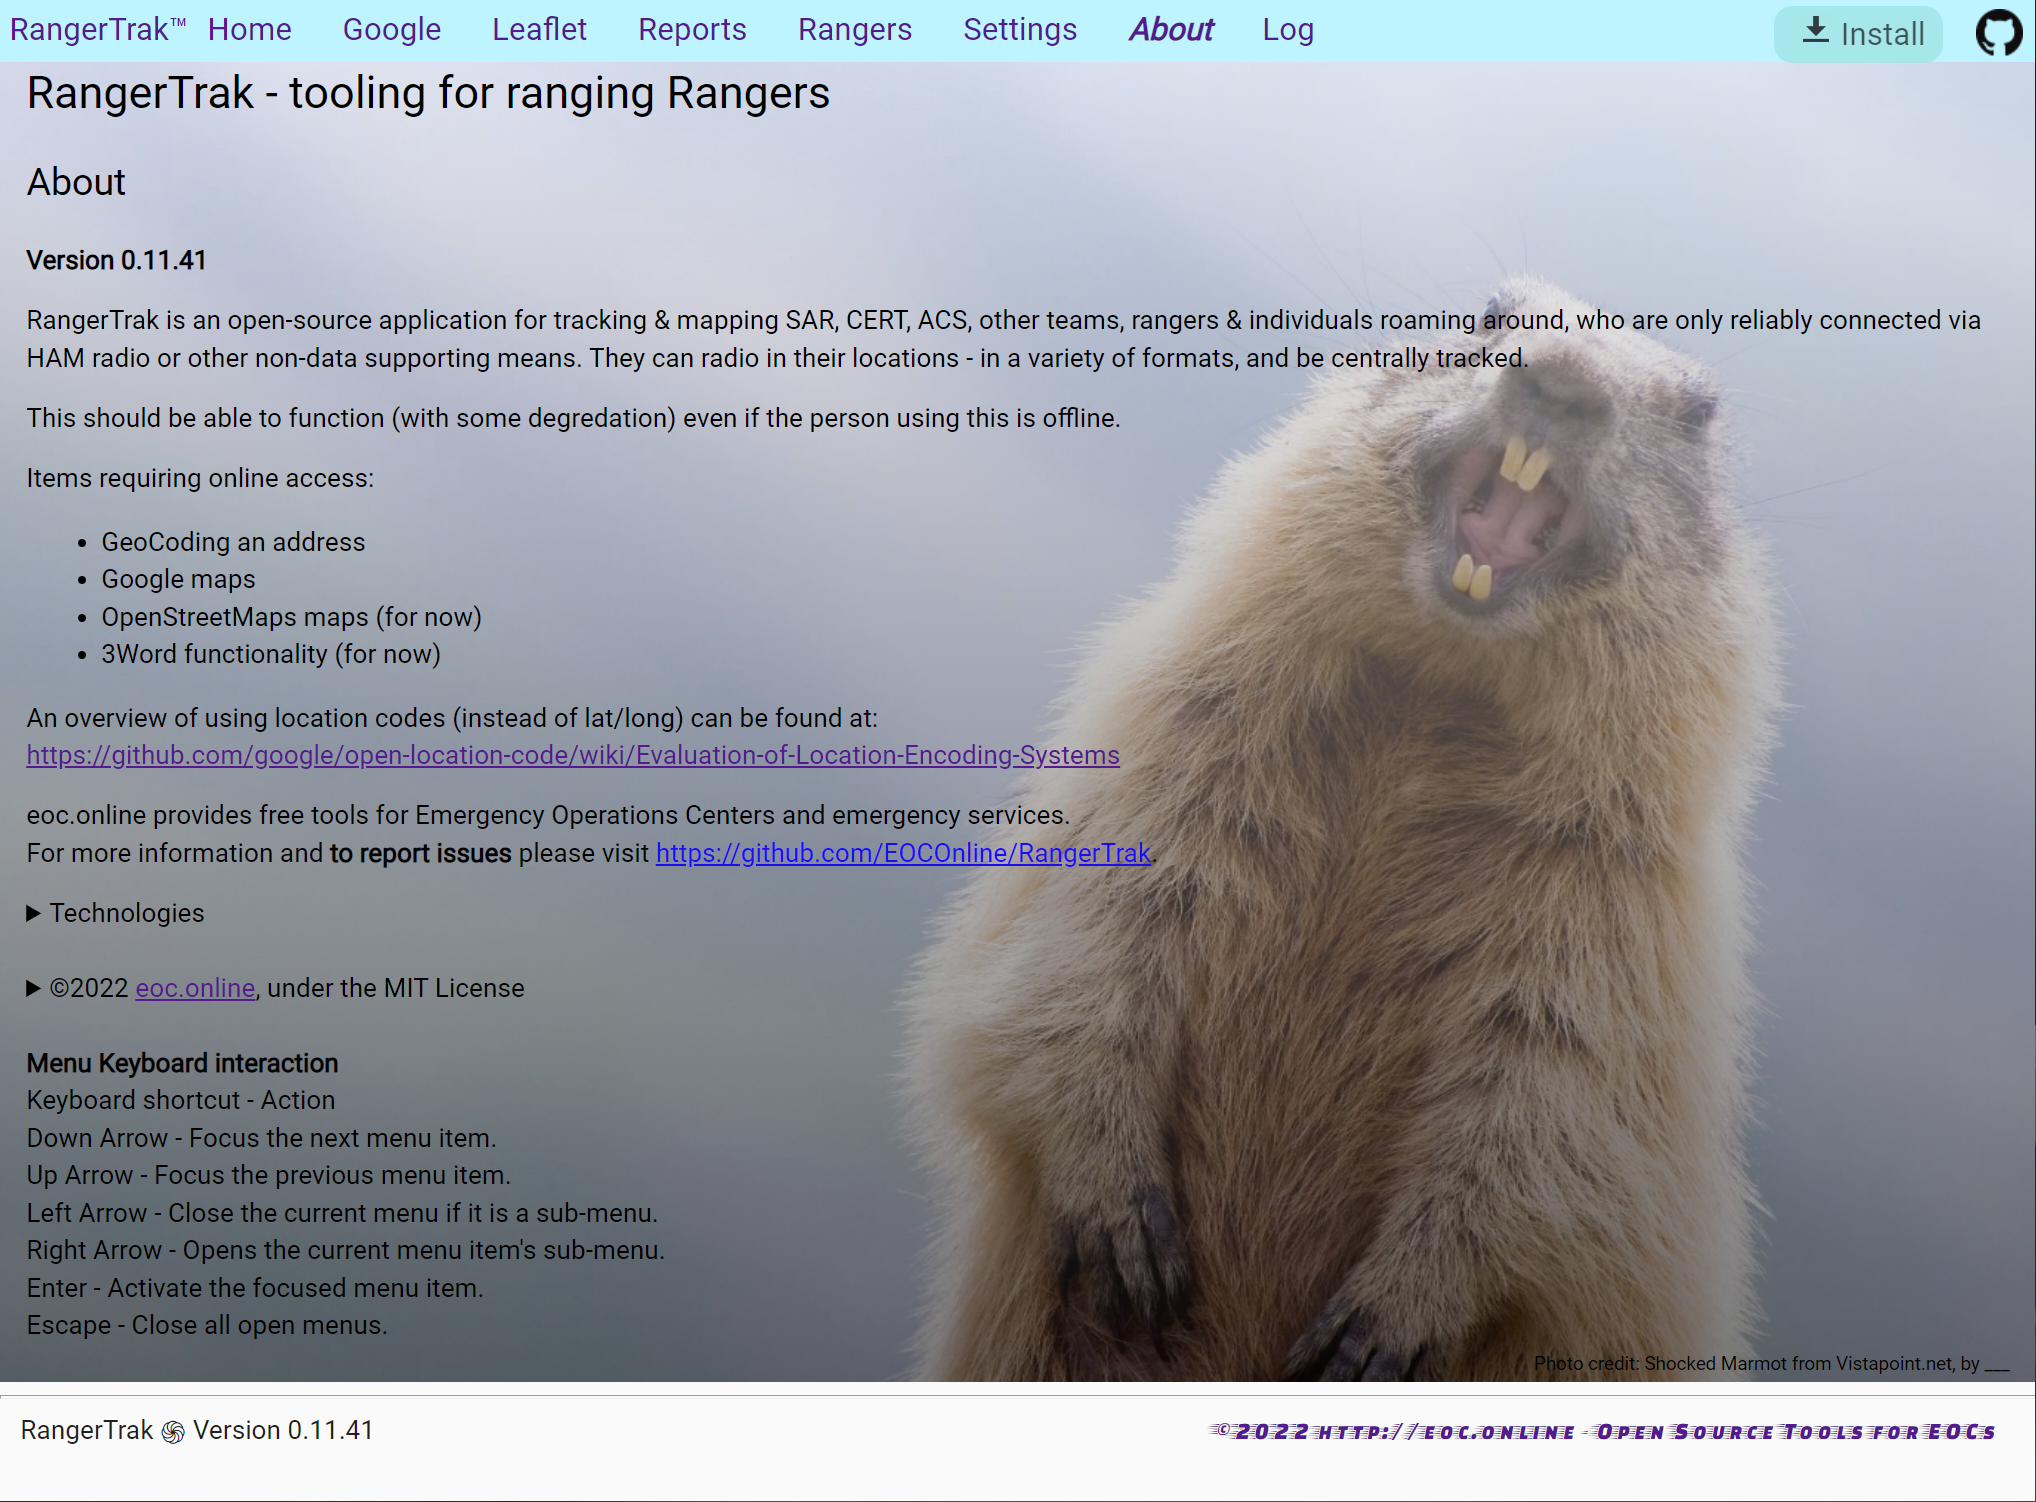 RangerTrak™ Home Google Leaflet Reports Rangers Settings About Log Install
RangerTrak - tooling for ranging Rangers
About
Version 0.11.41
RangerTrak is an open-source application for tracking & mapping SAR, CERT, ACS, other teams, rangers & individuals roaming around, who are only reliably connected via
HAM radio or other non-data supporting means. They can radio in their locations - in a variety of formats, and be centrally tracked.
This should be able to function (with some degredation) even if the person using this is offline.
Items requiring online access:
• GeoCoding an address
• Google maps
• OpenStreetMaps maps (for now)
• 3Word functionality (for now)
An overview of using location codes (instead of lat/long) can be found at:
https://github.com/google/open-location-code/wiki/Evaluation-of-Location-Encoding-Systems
eoc.online provides free tools for Emergency Operations Centers and emergency services.
For more information and to report issues please visit https://github.com/EOCOnline/RangerTrak.
▶ Technologies
▶ ©2022 eoc.online, under the MIT License
Menu Keyboard interaction
Keyboard shortcut - Action
Down Arrow - Focus the next menu item.
Up Arrow - Focus the previous menu item.
Left Arrow - Close the current menu if it is a sub-menu.
Right Arrow - Opens the current menu item's sub-menu.
Enter - Activate the focused menu item.
Escape - Close all open menus.
Photo credit: Shocked Marmot from Vistapoint.net, by ___
RangerTrak Version 0.11.41
©2022 http://eoc.online - Open Source Tools for EOCs